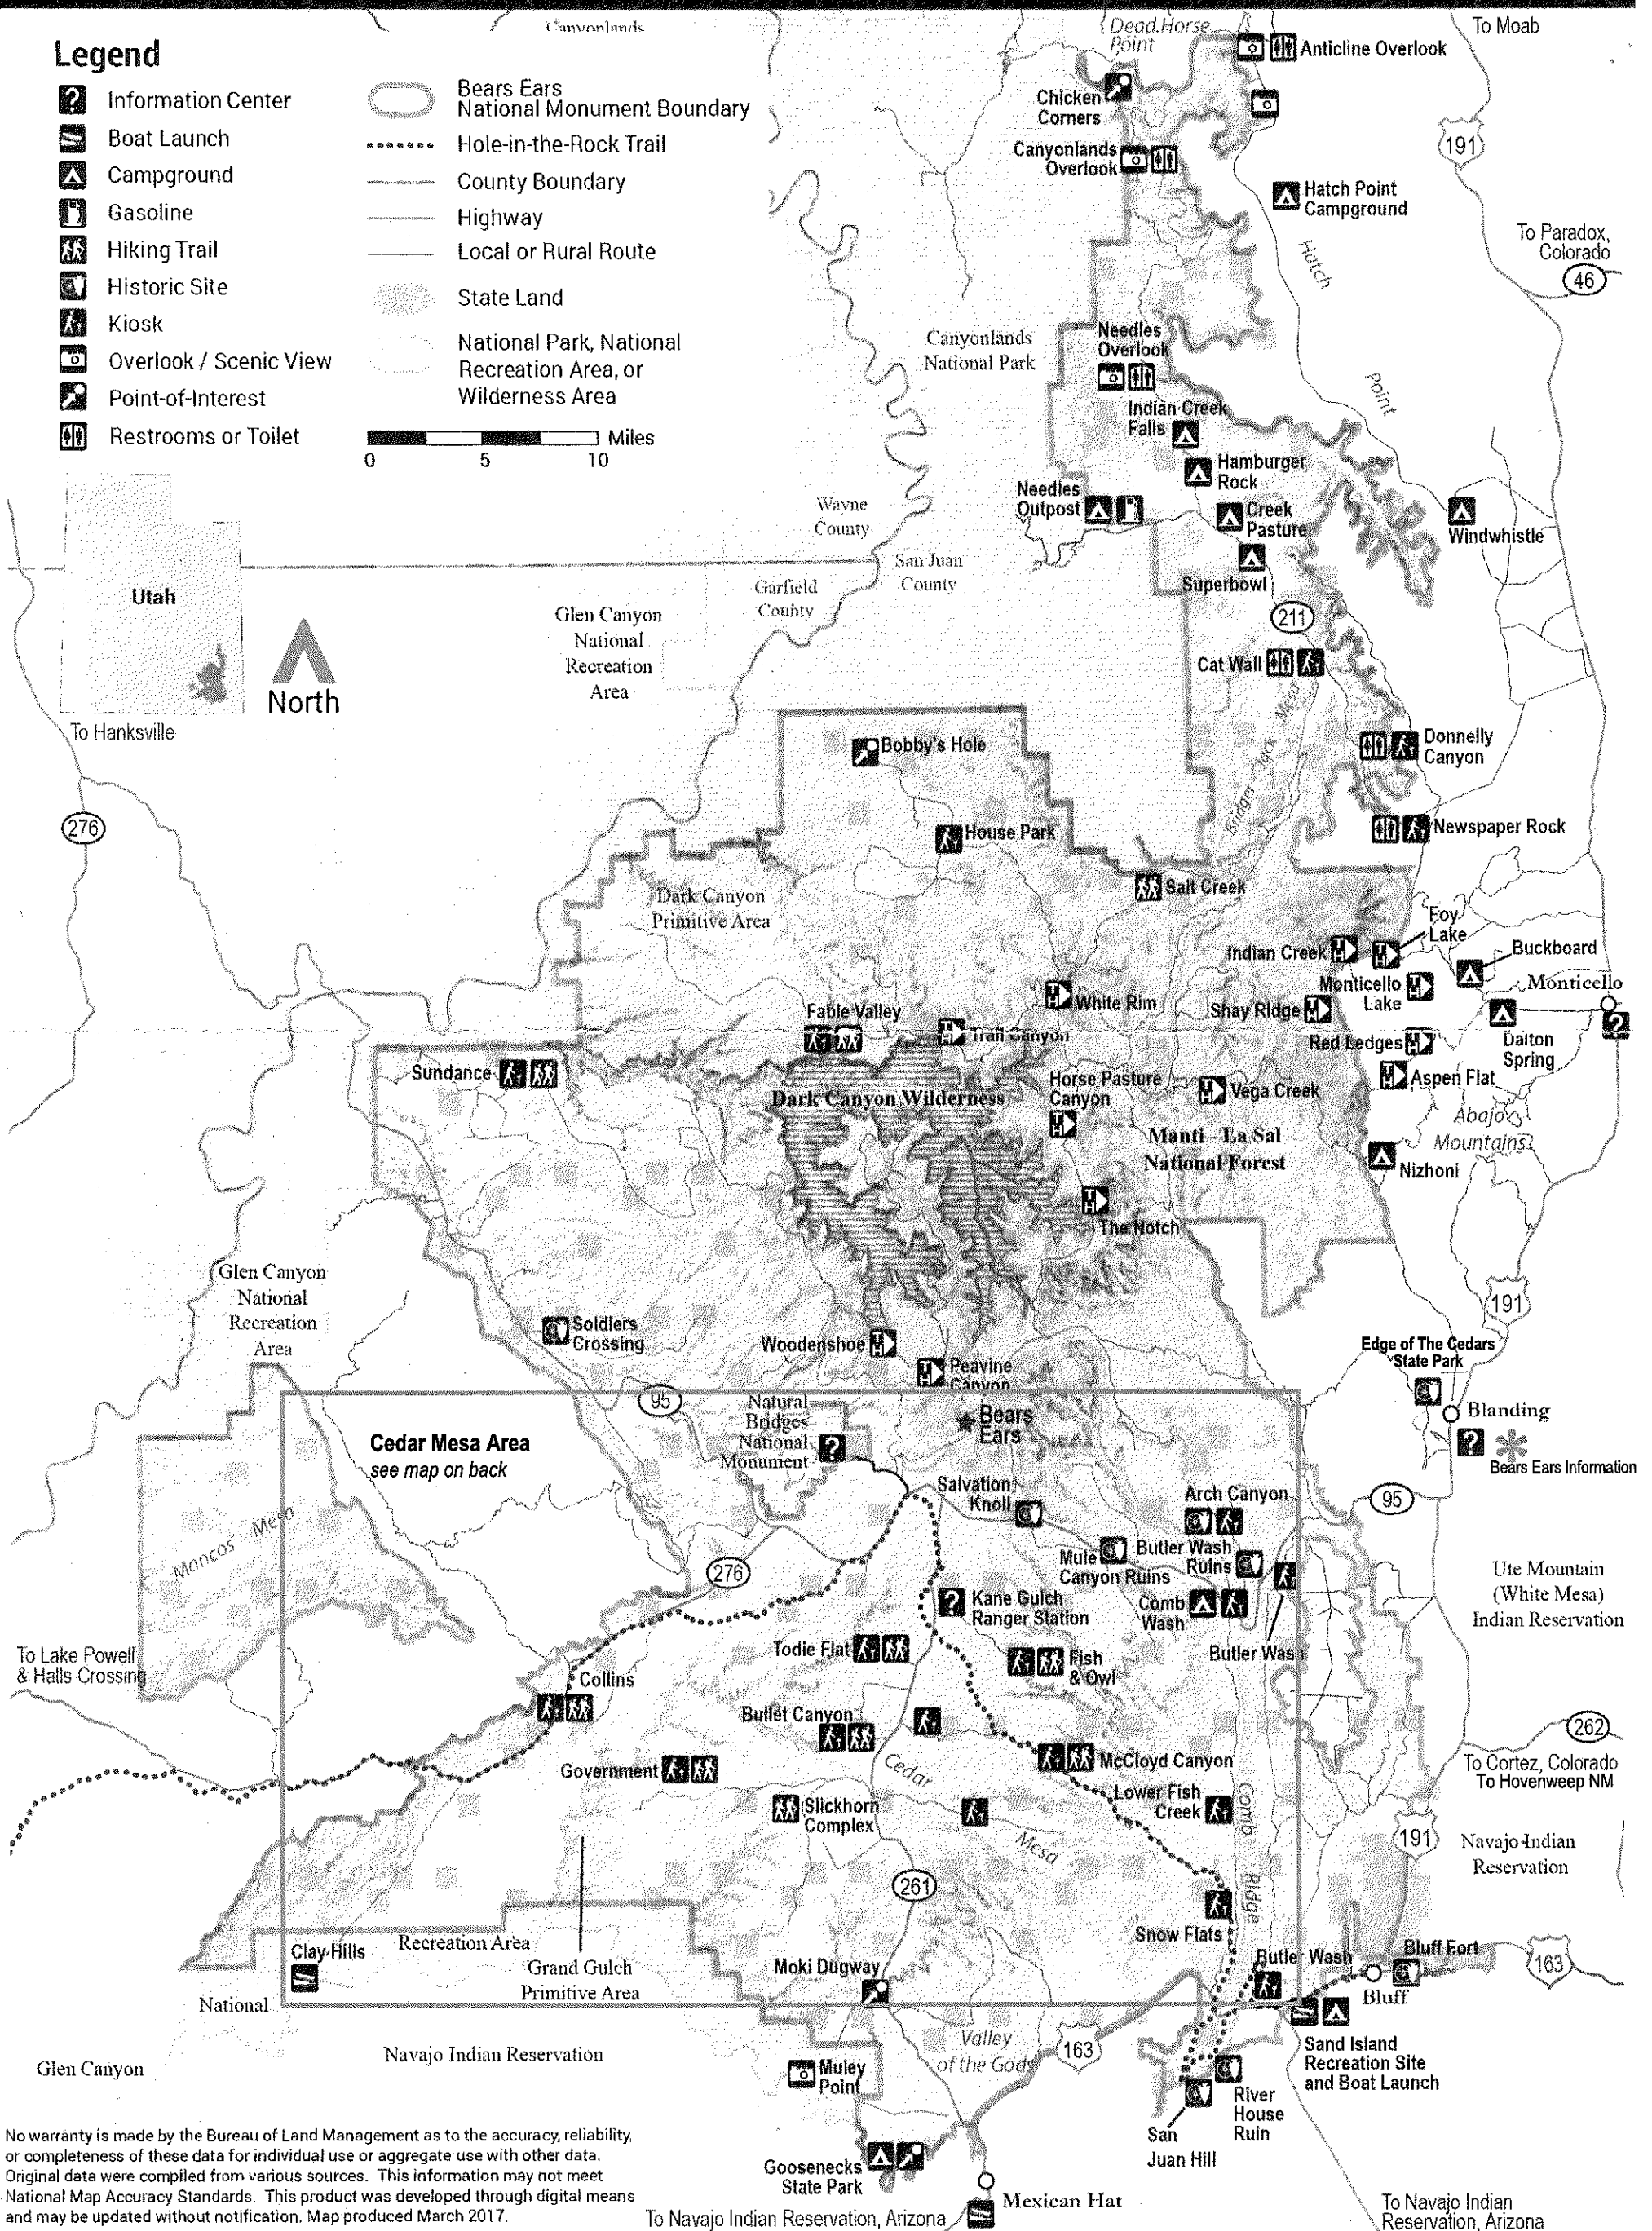 Canyonlands
Legend
Information Center
Boat Launch
Campground
Gasoline
Hiking Trail
Historic Site
Kiosk
Overlook / Scenic View
Point-of-Interest
Restrooms or Toilet
Bears Ears
National Monument Boundary
Hole-in-the-Rock Trail
County Boundary
Highway
Local or Rural Route
State Land
National Park, National
Recreation Area, or
Wilderness Area
Miles
0 5 10
Utah
North
Dead Horse
Point
Anticline Overlook
To Moab
Chicken
Corners
191
Canyonlands
Overlook
Hatch Point
Campground
To Paradox,
Colorado
46
Hatch
Point
Canyonlands
National Park
Needles
Overlook
Indian Creek
Falls
Hamburger
Rock
Needles
Outpost
Creek
Pasture
Windwhistle
Superbowl
Wayne
County
San Juan
County
Garfield
County
Glen Canyon
National
Recreation
Area
211
Cat Wall
To Hanksville
Bobby's Hole
Bridger Jack Mesa
Donnelly
Canyon
276
House Park
Newspaper Rock
Salt Creek
Dark Canyon
Primitive Area
Foy
Lake
Indian Creek
Buckboard
Monticello
Lake
Monticello
White Rim
Shay Ridge
Fable Valley
Trail Canyon
Red Ledges
Dalton
Spring
Sundance
Horse Pasture
Canyon
Vega Creek
Aspen Flat
Dark Canyon Wilderness
Abajo
Mountains
Manti - La Sal
National Forest
Nizhoni
The Notch
Glen Canyon
National
Recreation
Area
191
Soldiers
Crossing
Woodenshoe
Peavine
Canyon
Edge of The Cedars
State Park
95
Natural
Bridges
National
Monument
Bears
Ears
Blanding
Cedar Mesa Area
see map on back
Bears Ears Information
Salvation
Knoll
Arch Canyon
95
Mancos Mesa
Mule
Canyon Ruins
Butler Wash
Ruins
276
Ute Mountain
(White Mesa)
Indian Reservation
Kane Gulch
Ranger Station
Comb
Wash
To Lake Powell
& Halls Crossing
Todie Flat
Fish
& Owl
Butler Wash
Collins
Bullet Canyon
262
Government
Cedar
Mesa
McCloyd Canyon
To Cortez, Colorado
To Hovenweep NM
Slickhorn
Complex
Lower Fish
Creek
Comb
Ridge
191
Navajo Indian
Reservation
261
Snow Flats
Clay Hills
Recreation Area
Grand Gulch
Primitive Area
Moki Dugway
Butler Wash
Bluff Fort
163
National
Bluff
Glen Canyon
Navajo Indian Reservation
Valley
of the Gods
163
Sand Island
Recreation Site
and Boat Launch
Muley
Point
River
House
Ruin
San
Juan Hill
Goosenecks
State Park
Mexican Hat
To Navajo Indian Reservation, Arizona
To Navajo Indian
Reservation, Arizona
No warranty is made by the Bureau of Land Management as to the accuracy, reliability,
or completeness of these data for individual use or aggregate use with other data.
Original data were compiled from various sources. This information may not meet
National Map Accuracy Standards. This product was developed through digital means
and may be updated without notification. Map produced March 2017.